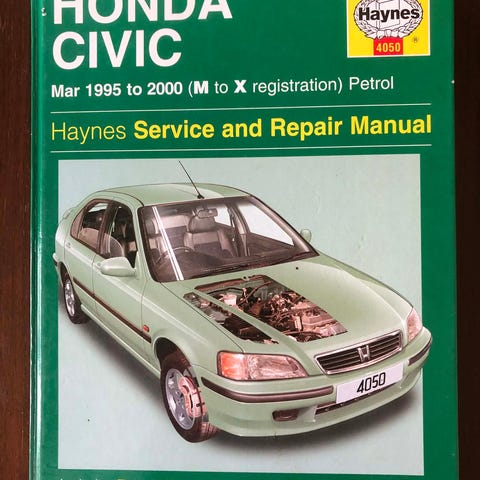 HONDA
CIVIC
Haynes
4050
®
Mar 1995 to 2000 (M to X registration) Petrol
Haynes Service and Repair Manual
4050